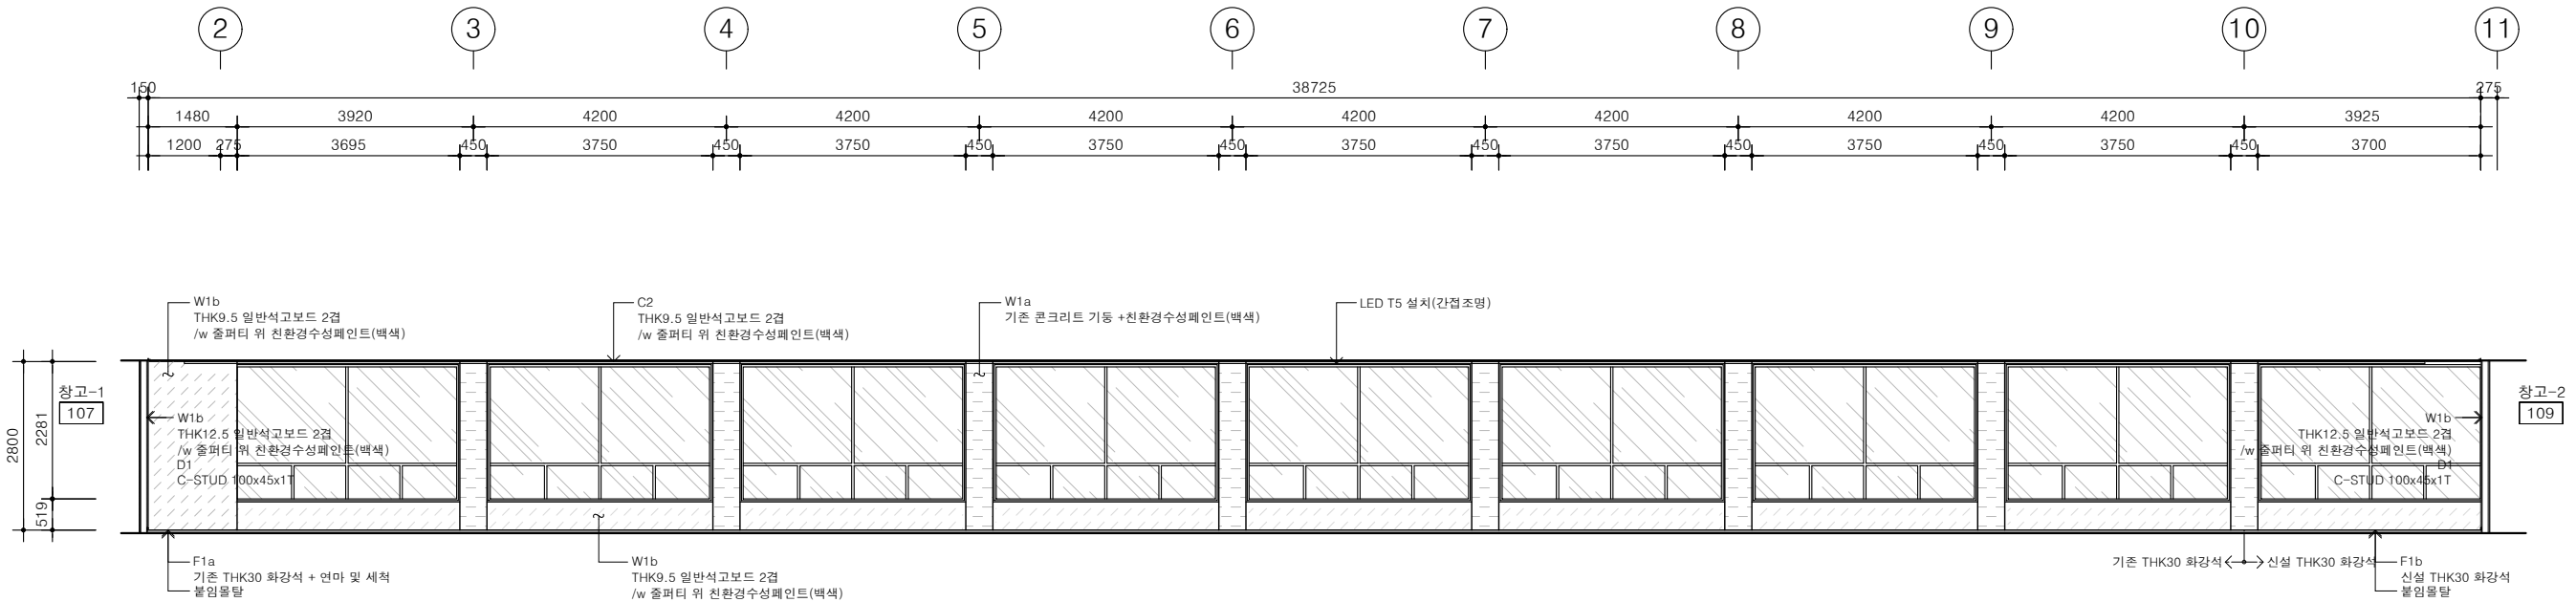 2 3 4 5 6 7 8 9 10 11
150 38725 275
1480 3920 4200 4200 4200 4200 4200 4200 4200 3925
1200 275 3695 450 3750 450 3750 450 3750 450 3750 450 3750 450 3750 450 3750 450 3700
W1b
THK9.5 일반석고보드 2겹
/w 줄퍼티 위 친환경수성페인트(백색)
C2
THK9.5 일반석고보드 2겹
/w 줄퍼티 위 친환경수성페인트(백색)
W1a
기존 콘크리트 기둥 +친환경수성페인트(백색)
LED T5 설치(간접조명)
2800
2281
519
창고-1
107
W1b
THK12.5 일반석고보드 2겹
/w 줄퍼티 위 친환경수성페인트(백색)
D1
C-STUD 100x45x1T
W1b
THK12.5 일반석고보드 2겹
/w 줄퍼티 위 친환경수성페인트(백색)
D1
C-STUD 100x45x1T
창고-2
109
F1a
기존 THK30 화강석 + 연마 및 세척
붙임몰탈
W1b
THK9.5 일반석고보드 2겹
/w 줄퍼티 위 친환경수성페인트(백색)
기존 THK30 화강석 신설 THK30 화강석
F1b
신설 THK30 화강석
붙임몰탈